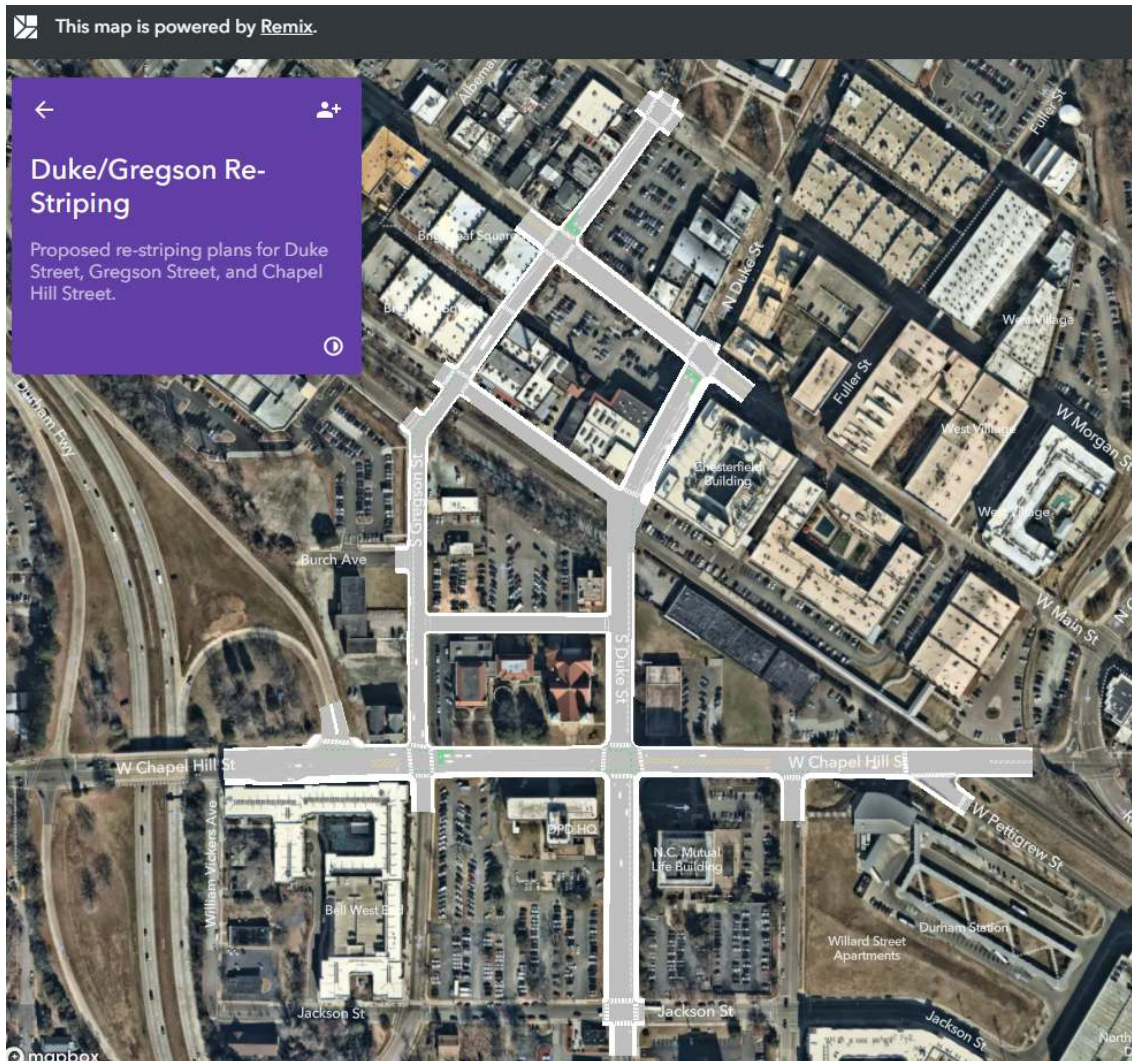 This map is powered by Remix.
Duke/Gregson Re-
Striping
Proposed re-striping plans for Duke
Street, Gregson Street, and Chapel
Hill Street.
Fuller St
N Duke St
West Village
Fuller St
West Village
W Morgan St
Chesterfield
Building
West Village
Durham Fwy
S Gregson St
Burch Ave
W Main St
S Duke St
W Chapel Hill St
W Chapel Hill St
W Pettigrew St
DPD HQ
N.C. Mutual
Life Building
William Vickers Ave
Bell West End
Durham Station
Willard Street
Apartments
Jackson St
Jackson St
Jackson St
mapbox